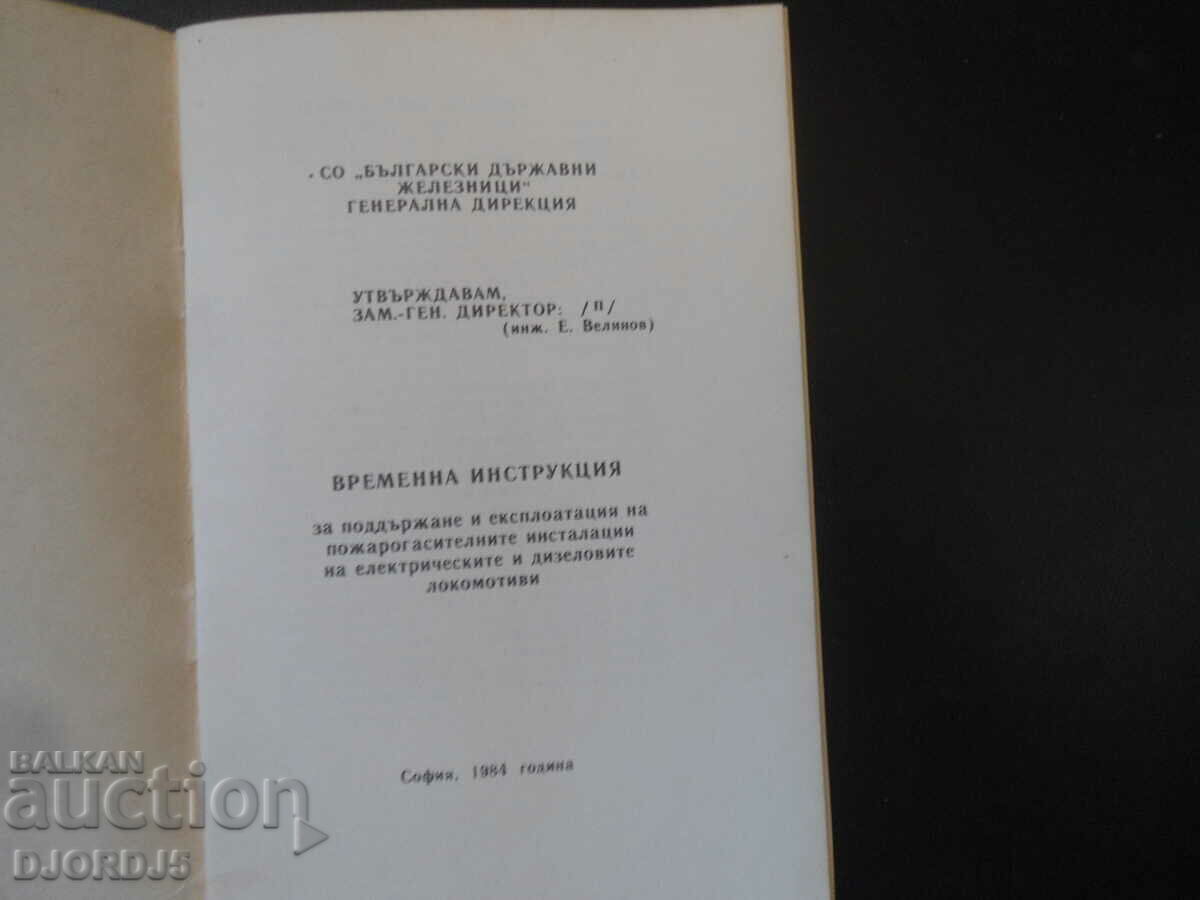 СО „БЪЛГАРСКИ ДЪРЖАВНИ
ЖЕЛЕЗНИЦИ“
ГЕНЕРАЛНА ДИРЕКЦИЯ
УТВЪРЖДАВАМ,
ЗАМ.-ГЕН. ДИРЕКТОР: /П/
(инж. Е. Велинов)
ВРЕМЕННА ИНСТРУКЦИЯ
за поддържане и експлоатация на
пожарогасителните инсталации
на електрическите и дизеловите
локомотиви
София, 1984 година
BALKAN
auction
DJORDJ5